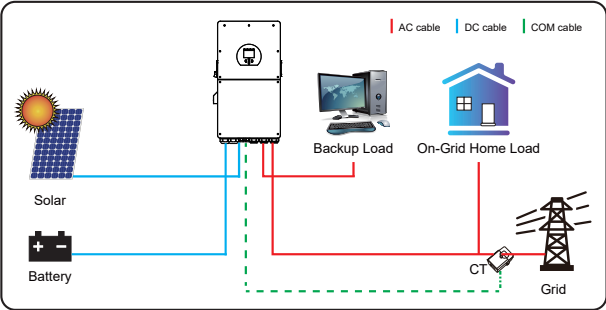 AC cable
DC cable
COM cable
Backup Load
On-Grid Home Load
Solar
Battery
CT
Grid